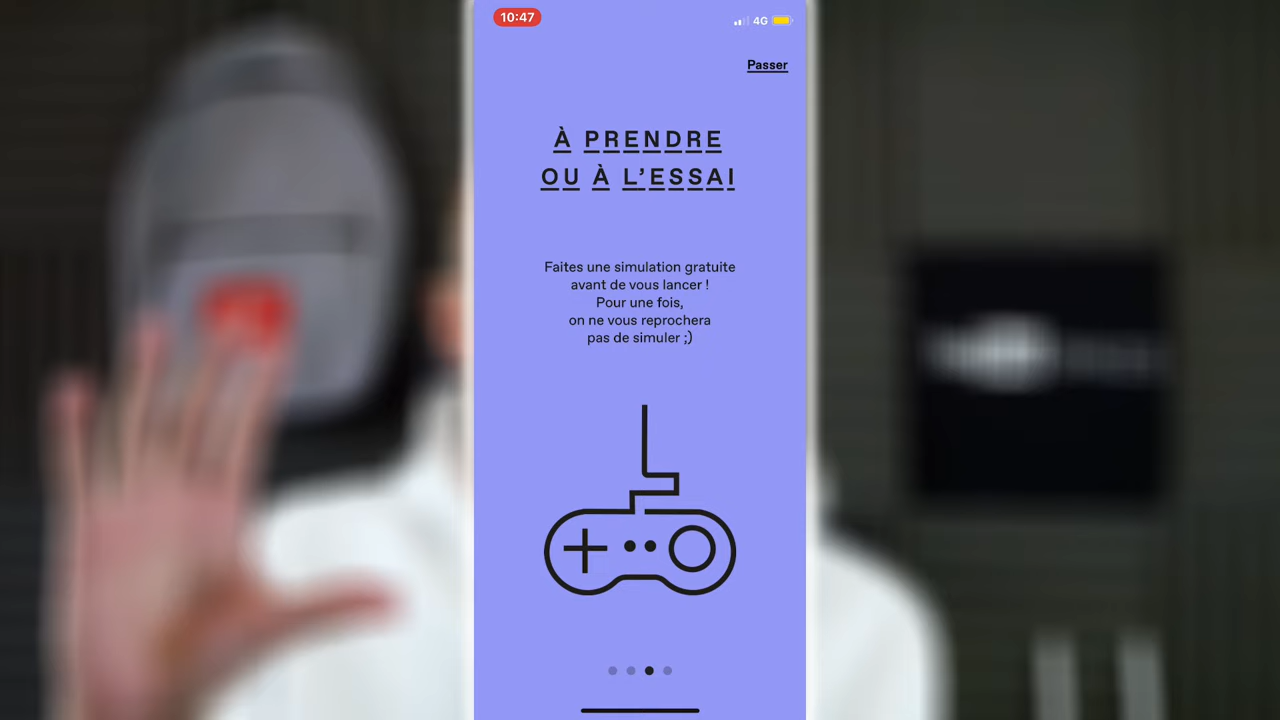 10:47
4G
Passer
À PRENDRE
OU À L’ESSAI
Faites une simulation gratuite
avant de vous lancer !
Pour une fois,
on ne vous reprochera
pas de simuler ;)